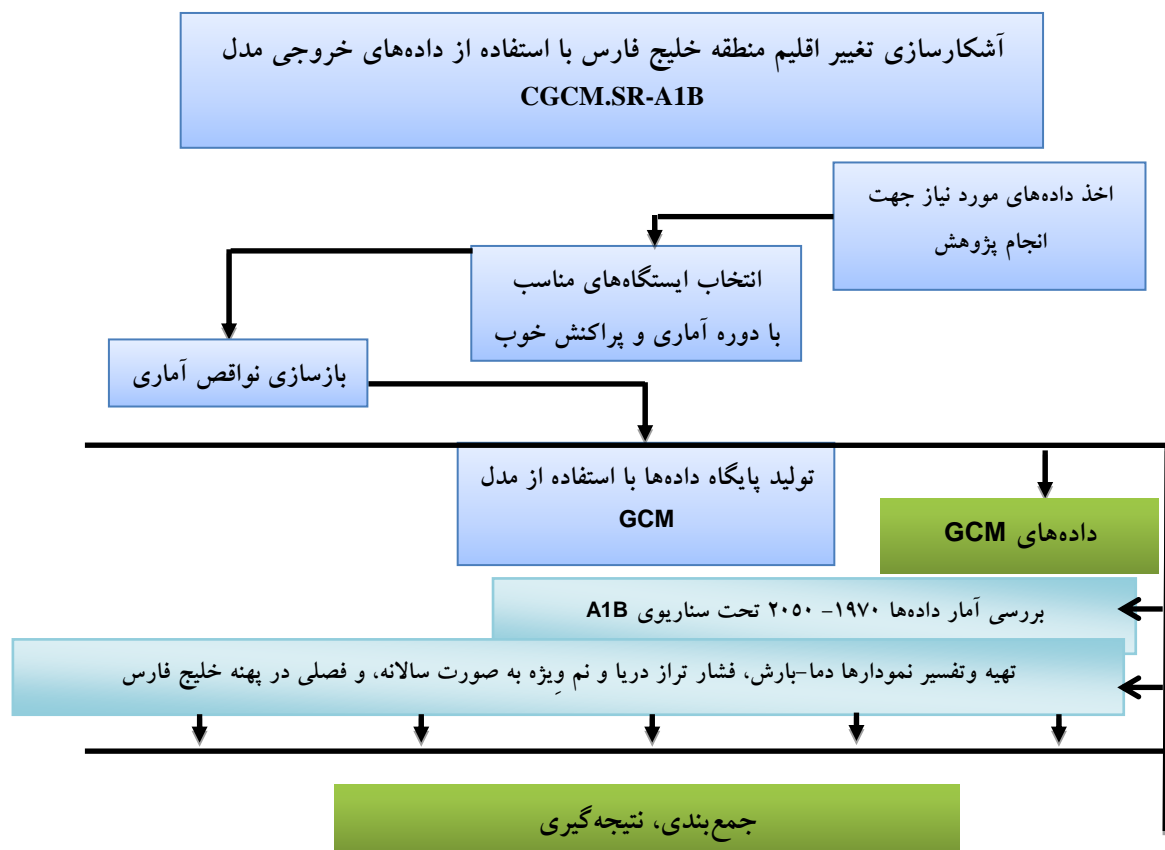 آشکارسازی تغییر اقلیم منطقه خلیج فارس با استفاده از داده‌های خروجی مدل
CGCM.SR-A1B
اخذ داده‌های مورد نیاز جهت
انجام پژوهش
انتخاب ایستگاه‌های مناسب
با دوره آماری و پراکنش خوب
بازسازی نواقص آماری
تولید پایگاه داده‌ها با استفاده از مدل
GCM
داده‌های GCM
بررسی آمار داده‌ها ۱۹۷۰- ۲۰۵۰ تحت سناریوی A1B
تهیه وتفسیر نمودارها دما-بارش، فشار تراز دریا و نم وِیژه به صورت سالانه، و فصلی در پهنه خلیج فارس
جمع‌بندی، نتیجه‌گیری